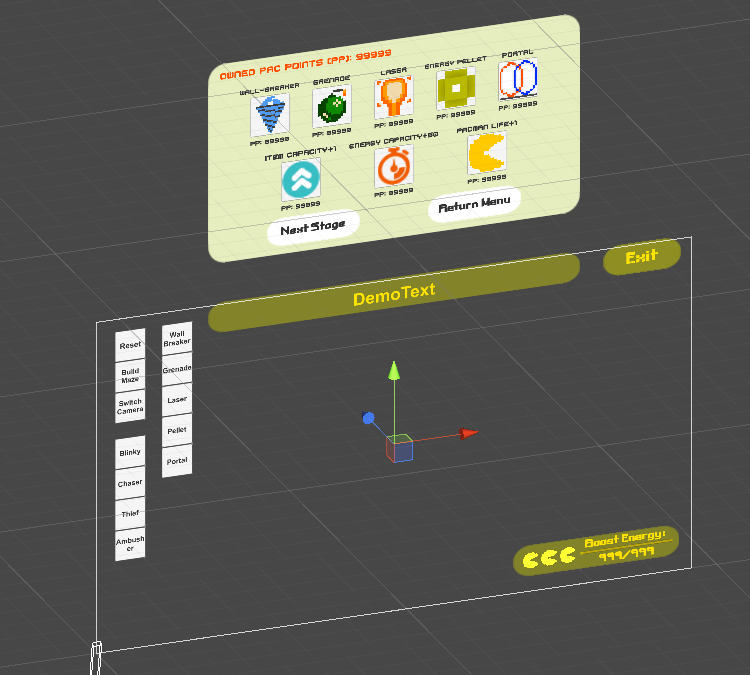 OWNED PAC POINTS (PP): 99999
WALL-BREAKER
GRENADE
LASER
ENERGY PELLET
PORTAL
PP: 99999
PP: 99999
PP: 99999
PP: 99999
PP: 99999
ITEM CAPACITY+1
ENERGY CAPACITY+50
PACMAN LIFE+1
PP: 99999
PP: 99999
PP: 99999
Next Stage
Return Menu
Exit
DemoText
Reset
Build
Maze
Switch
Camera
Blinky
Chaser
Thief
Ambush
er
Wall
Breaker
Grenade
Laser
Pellet
Portal
Boost Energy:
999/999